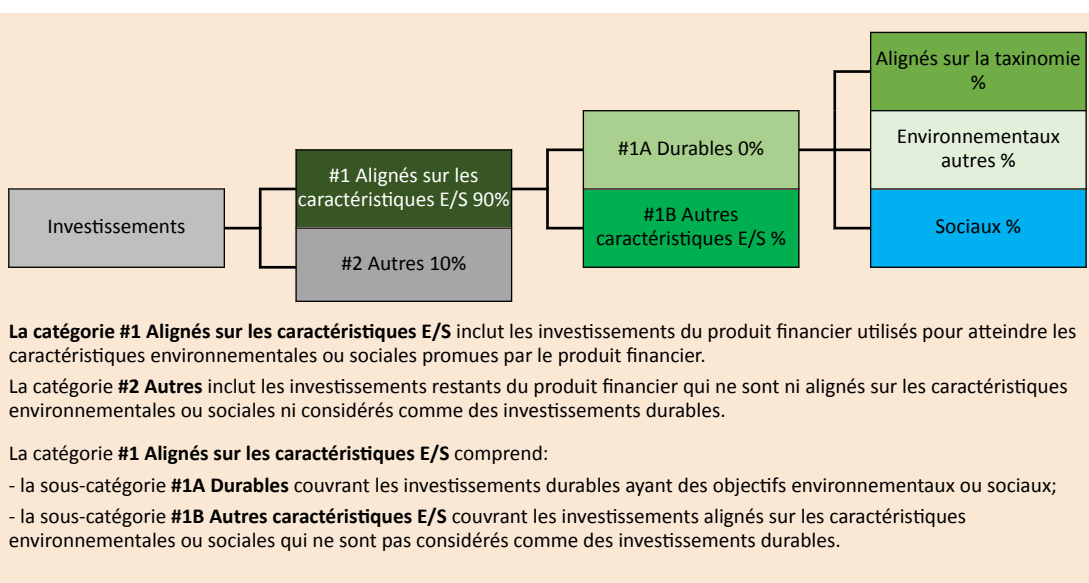 Investissements
#1 Alignés sur les
caractéristiques E/S 90%
#2 Autres 10%
#1A Durables 0%
#1B Autres
caractéristiques E/S %
Alignés sur la taxinomie
%
Environnementaux
autres %
Sociaux %
La catégorie #1 Alignés sur les caractéristiques E/S inclut les investissements du produit financier utilisés pour atteindre les
caractéristiques environnementales ou sociales promues par le produit financier.
La catégorie #2 Autres inclut les investissements restants du produit financier qui ne sont ni alignés sur les caractéristiques
environnementales ou sociales ni considérés comme des investissements durables.
La catégorie #1 Alignés sur les caractéristiques E/S comprend:
- la sous-catégorie #1A Durables couvrant les investissements durables ayant des objectifs environnementaux ou sociaux;
- la sous-catégorie #1B Autres caractéristiques E/S couvrant les investissements alignés sur les caractéristiques
environnementales ou sociales qui ne sont pas considérés comme des investissements durables.